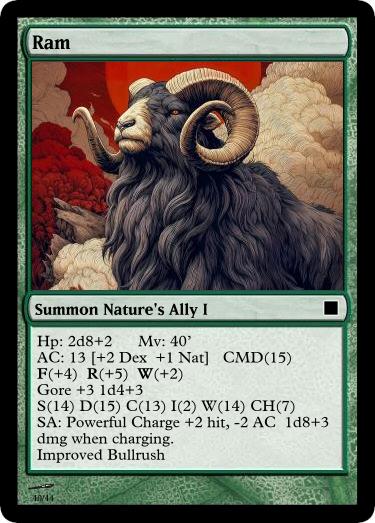 Ram
Summon Nature's Ally I
Hp: 2d8+2 Mv: 40’
AC: 13 [+2 Dex +1 Nat] CMD(15)
F(+4) R(+5) W(+2)
Gore +3 1d4+3
S(14) D(15) C(13) I(2) W(14) CH(7)
SA: Powerful Charge +2 hit, -2 AC 1d8+3
dmg when charging.
Improved Bullrush
40/44